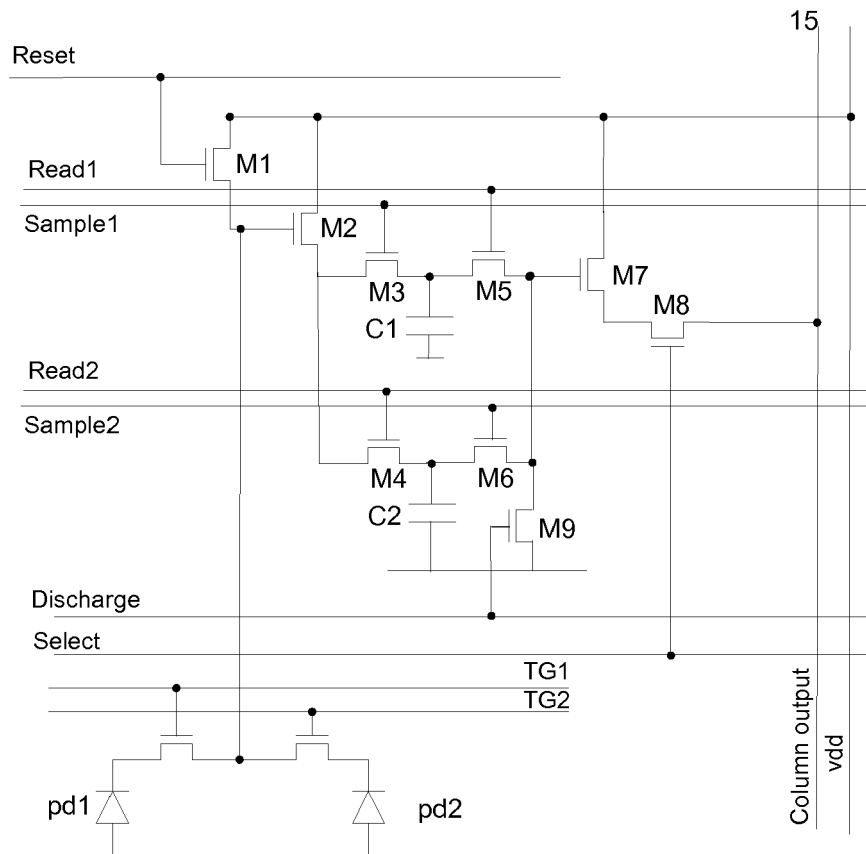 15
Reset
M1
Read1
Sample1
M2
M3
M5
M7
M8
C1
Read2
Sample2
M4
M6
C2
M9
Discharge
Select
TG1
TG2
Column output
vdd
pd1
pd2